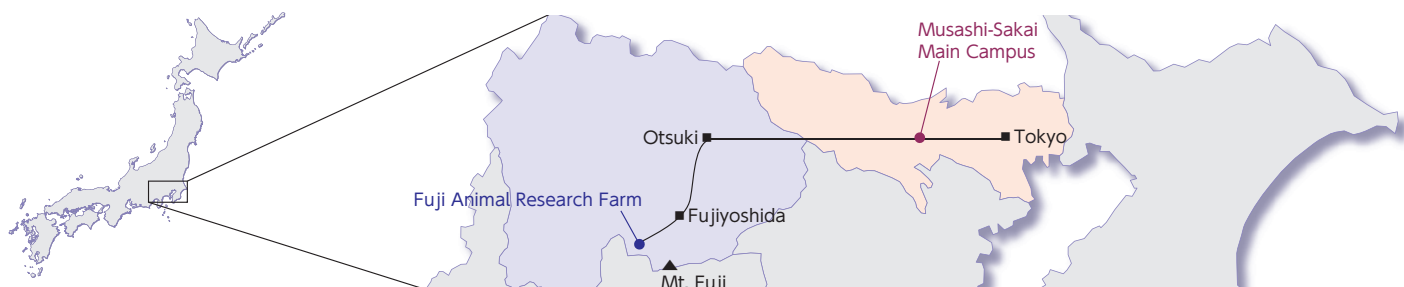 Musashi-Sakai
Main Campus
Otsuki
Tokyo
Fuji Animal Research Farm
Fujiyoshida
Mt. Fuji